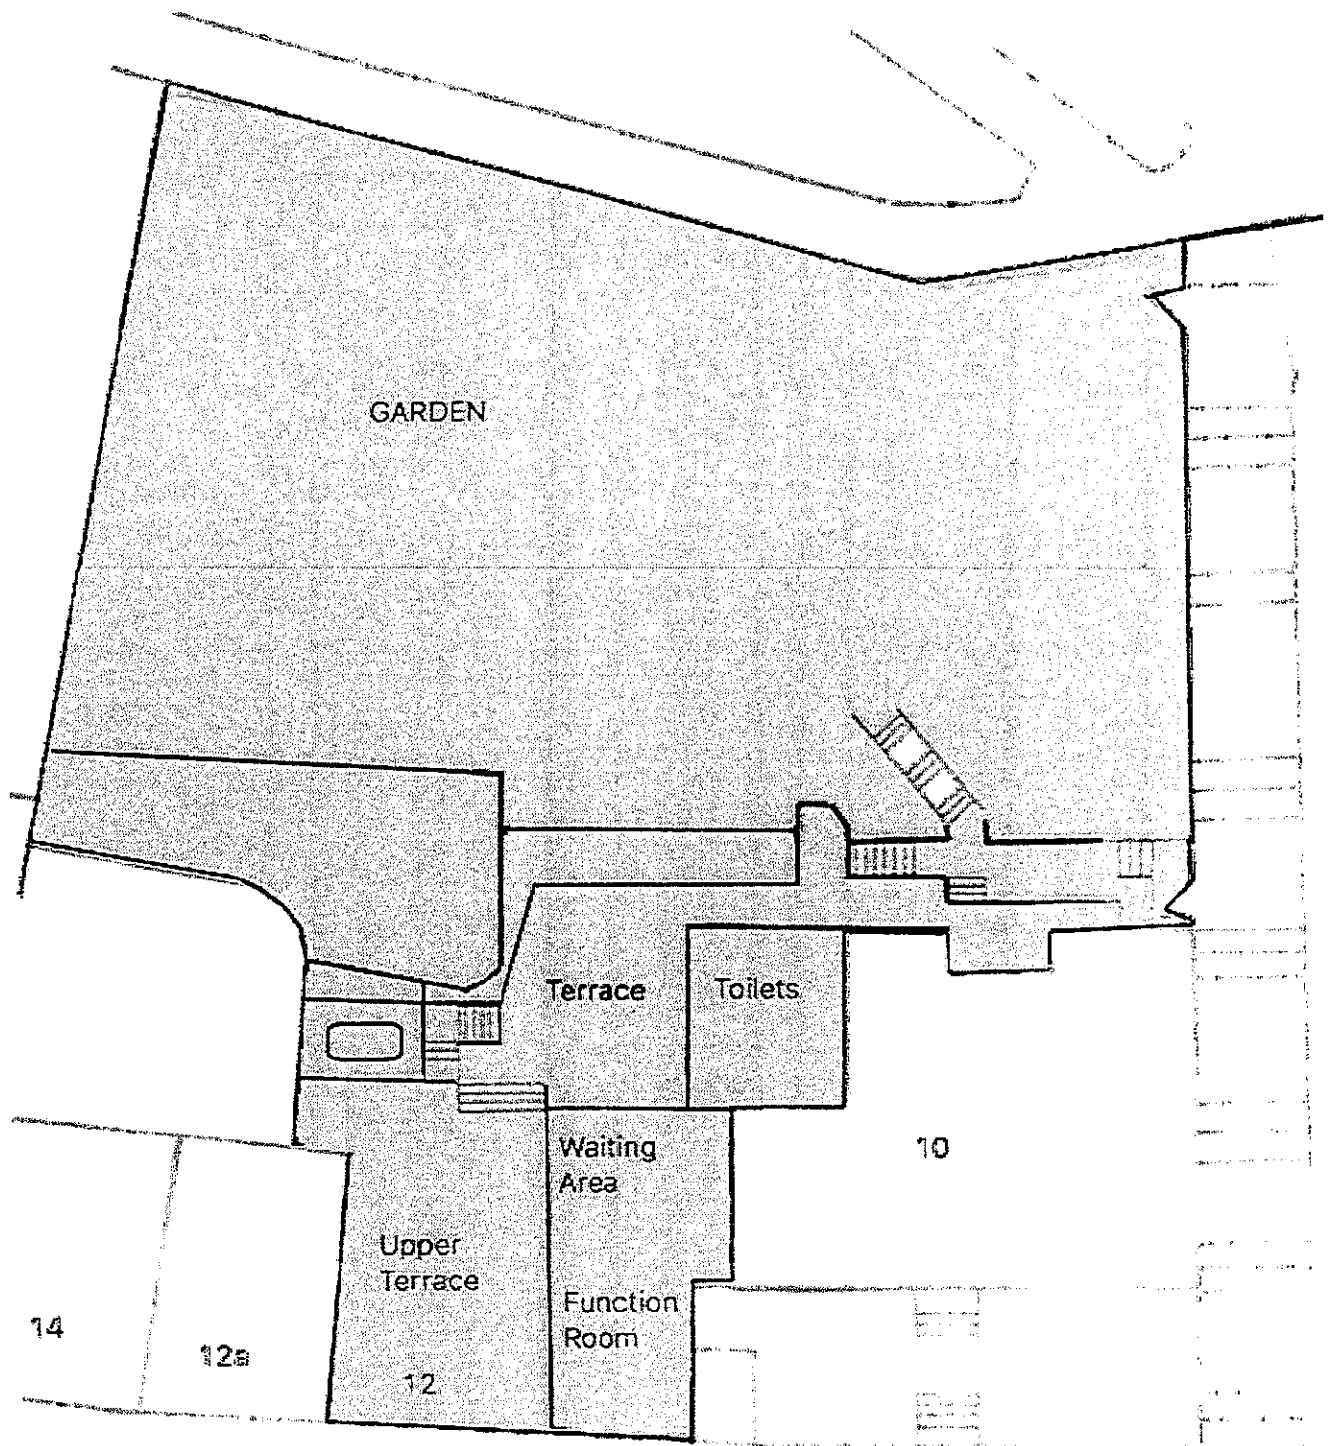 GARDEN
Terrace
Toilets
Waiting
Area
10
Upper
Terrace
Function
Room
14
12a
12